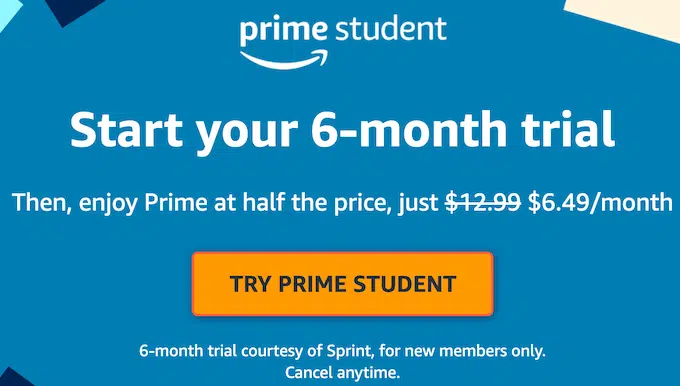 prime student
Start your 6-month trial
Then, enjoy Prime at half the price, just $12.99 $6.49/month
TRY PRIME STUDENT
6-month trial courtesy of Sprint, for new members only.
Cancel anytime.